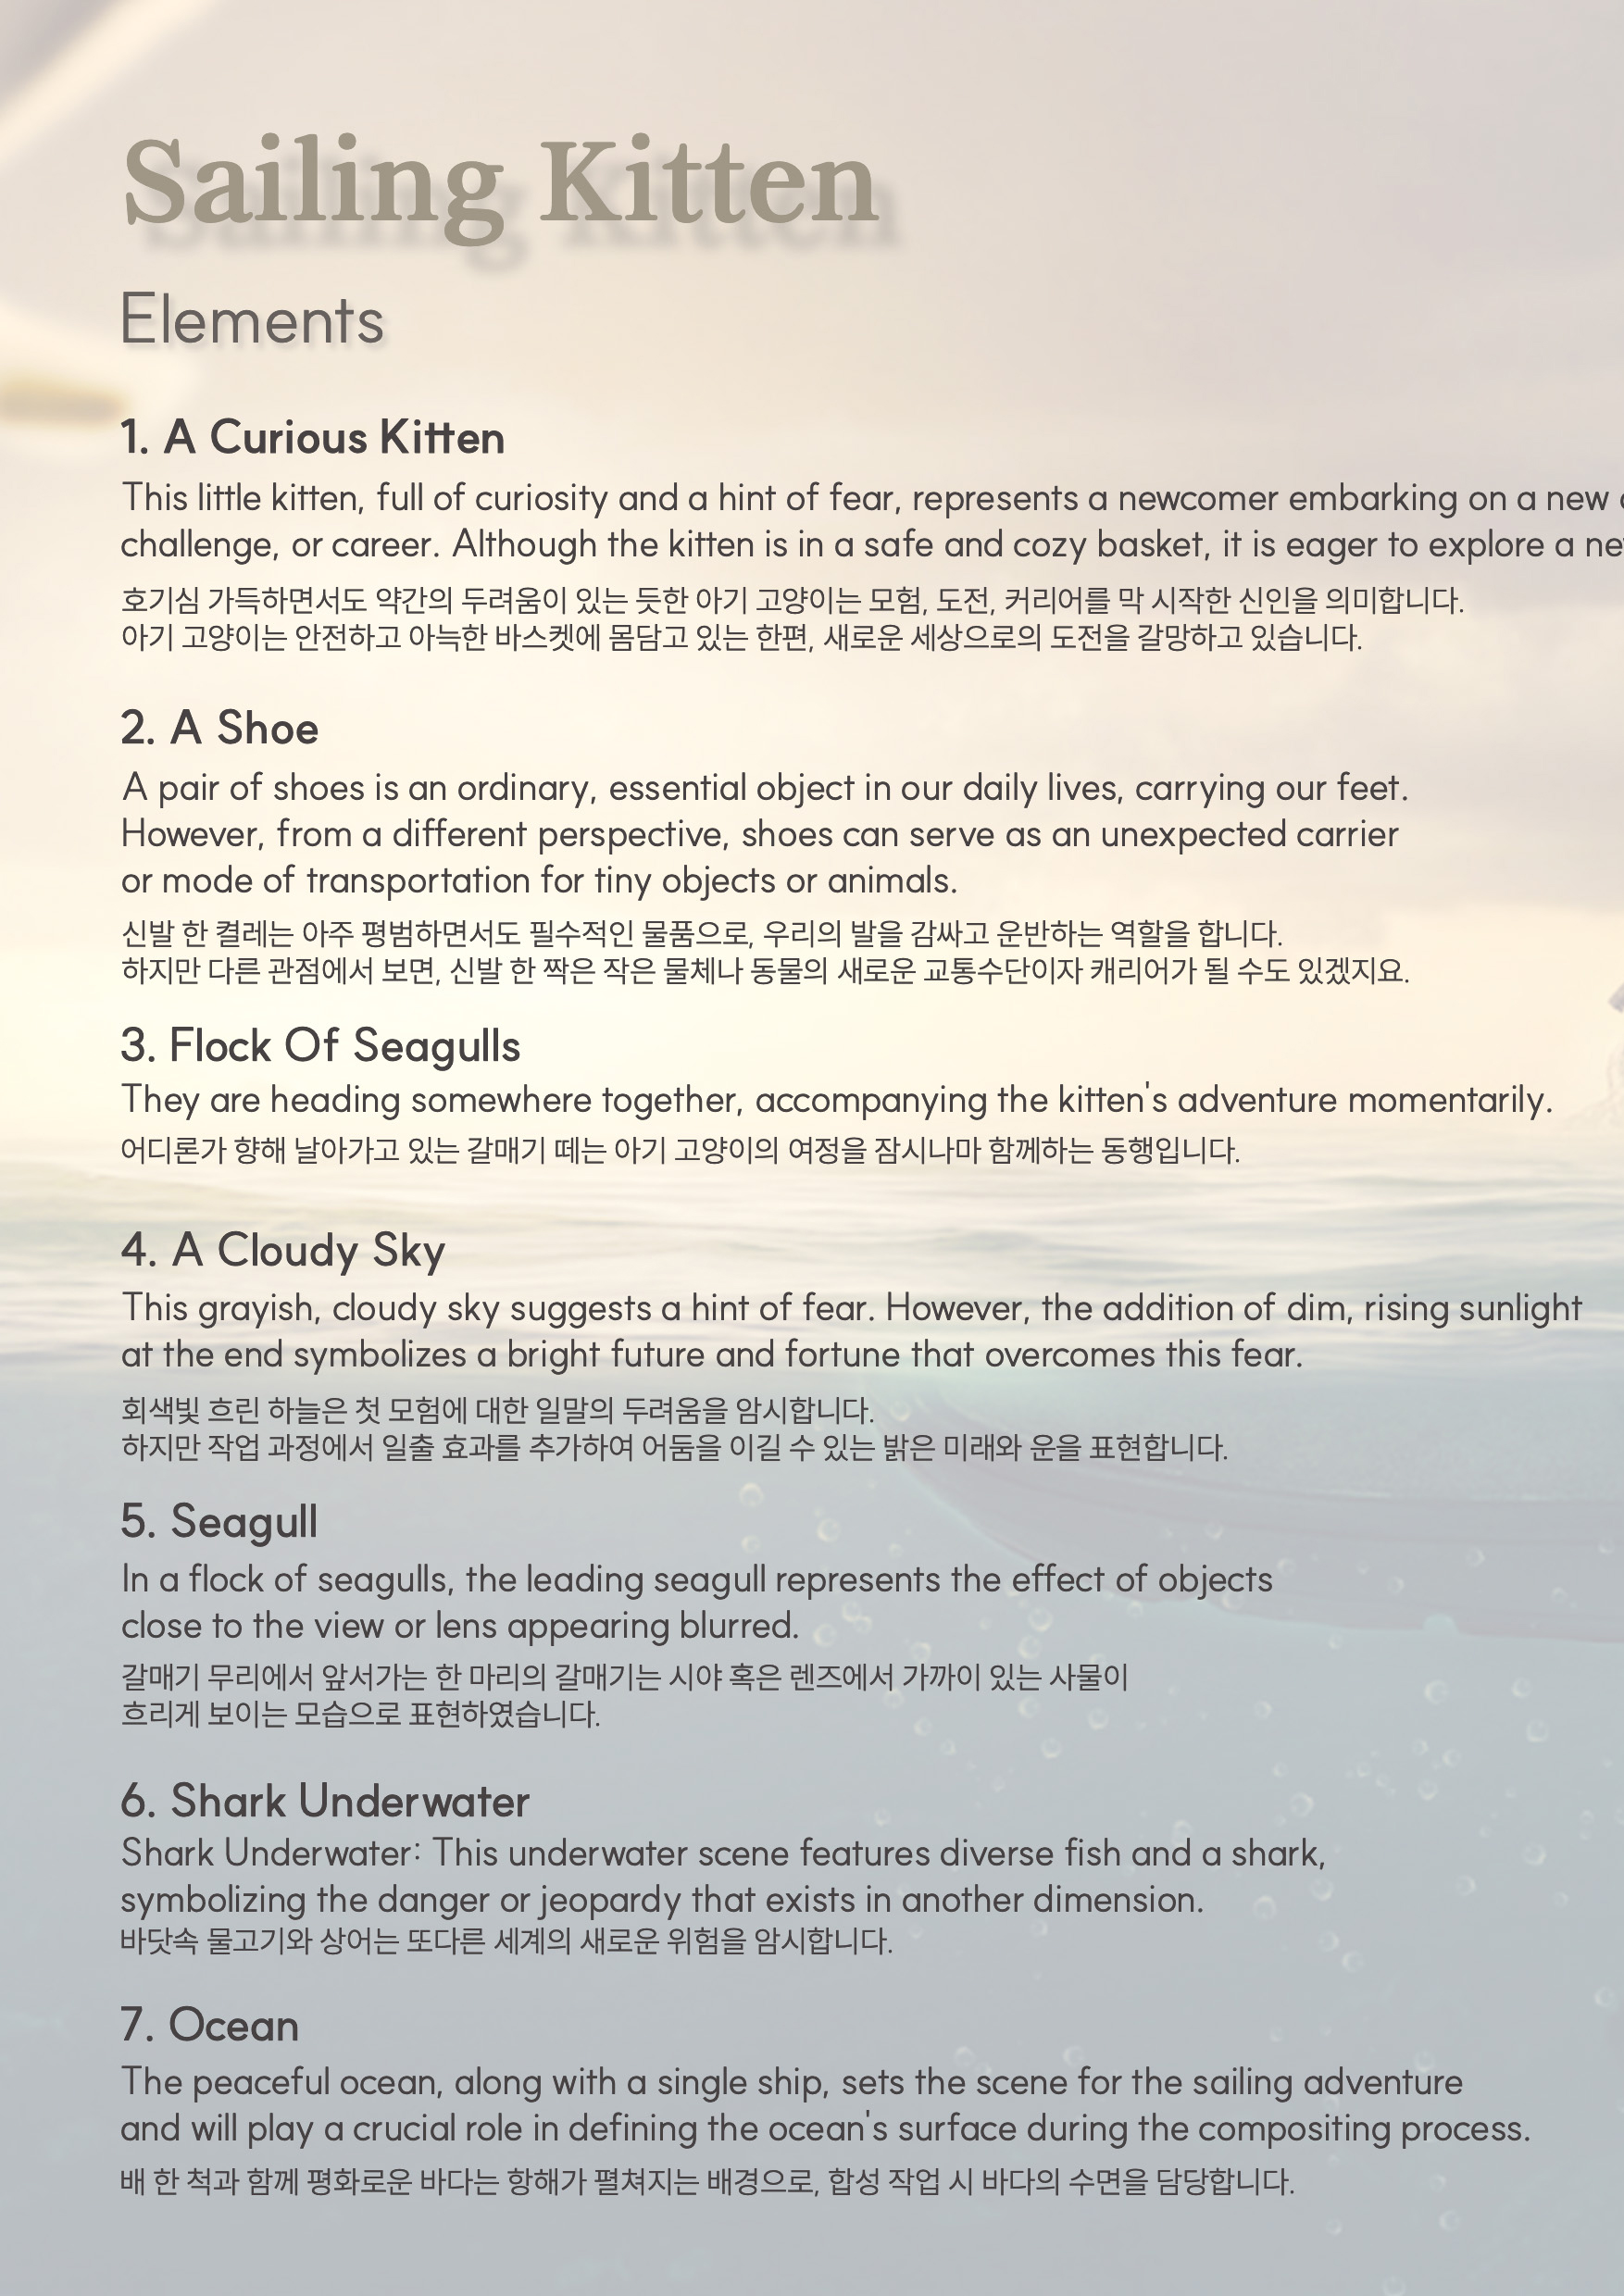 Sailing Kitten
Elements
1. A Curious Kitten
This little kitten, full of curiosity and a hint of fear, represents a newcomer embarking on a new
challenge, or career. Although the kitten is in a safe and cozy basket, it is eager to explore a
호기심 가득하면서도 약간의 두려움이 있는 듯한 아기 고양이는 모험, 도전, 커리어를 막 시작한 신인을 의미합니다.
아기 고양이는 안전하고 아늑한 바스켓에 몸담고 있는 한편, 새로운 세상으로의 도전을 갈망하고 있습니다.
2. A Shoe
A pair of shoes is an ordinary, essential object in our daily lives, carrying our feet.
However, from a different perspective, shoes can serve as an unexpected carrier
or mode of transportation for tiny objects or animals.
신발 한 켤레는 아주 평범하면서도 필수적인 물품으로, 우리의 발을 감싸고 운반하는 역할을 합니다.
하지만 다른 관점에서 보면, 신발 한 짝은 작은 물체나 동물의 새로운 교통수단이자 캐리어가 될 수도 있겠지요.
3. Flock Of Seagulls
They are heading somewhere together, accompanying the kitten's adventure momentarily.
어디론가 향해 날아가고 있는 갈매기 떼는 아기 고양이의 여정을 잠시나마 함께하는 동행입니다.
4. A Cloudy Sky
This grayish, cloudy sky suggests a hint of fear. However, the addition of dim, rising sunlight
at the end symbolizes a bright future and fortune that overcomes this fear.
회색빛 흐린 하늘은 첫 모험에 대한 일말의 두려움을 암시합니다.
하지만 작업 과정에서 일출 효과를 추가하여 어둠을 이길 수 있는 밝은 미래와 운을 표현합니다.
5. Seagull
In a flock of seagulls, the leading seagull represents the effect of objects
close to the view or lens appearing blurred.
갈매기 무리에서 앞서가는 한 마리의 갈매기는 시야 혹은 렌즈에서 가까이 있는 사물이
흐리게 보이는 모습으로 표현하였습니다.
6. Shark Underwater
Shark Underwater: This underwater scene features diverse fish and a shark,
symbolizing the danger or jeopardy that exists in another dimension.
바닷속 물고기와 상어는 또다른 세계의 새로운 위험을 암시합니다.
7. Ocean
The peaceful ocean, along with a single ship, sets the scene for the sailing adventure
and will play a crucial role in defining the ocean's surface during the compositing process.
배 한 척과 함께 평화로운 바다는 항해가 펼쳐지는 배경으로, 합성 작업 시 바다의 수면을 담당합니다.